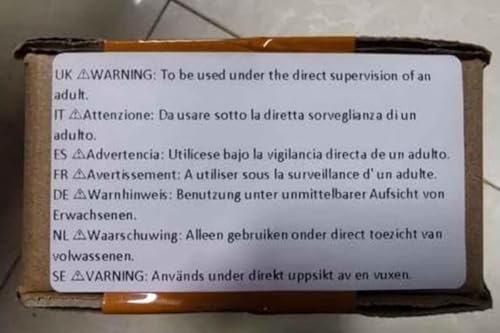 UK ⚠WARNING: To be used under the direct supervision of an
adult.
IT ⚠Attenzione: Da usare sotto la diretta sorveglianza di un
adulto.
ES ⚠Advertencia: Utilicese bajo la vigilancia directa de un adulto.
FR ⚠Avertissement: A utiliser sous la surveillance d' un adulte.
DE ⚠Warnhinweis: Benutzung unter unmittelbarer Aufsicht von
Erwachsenen.
NL ⚠Waarschuwing: Alleen gebruiken onder direct toezicht van
volwassenen.
SE ⚠VARNING: Används under direkt uppsikt av en vuxen.